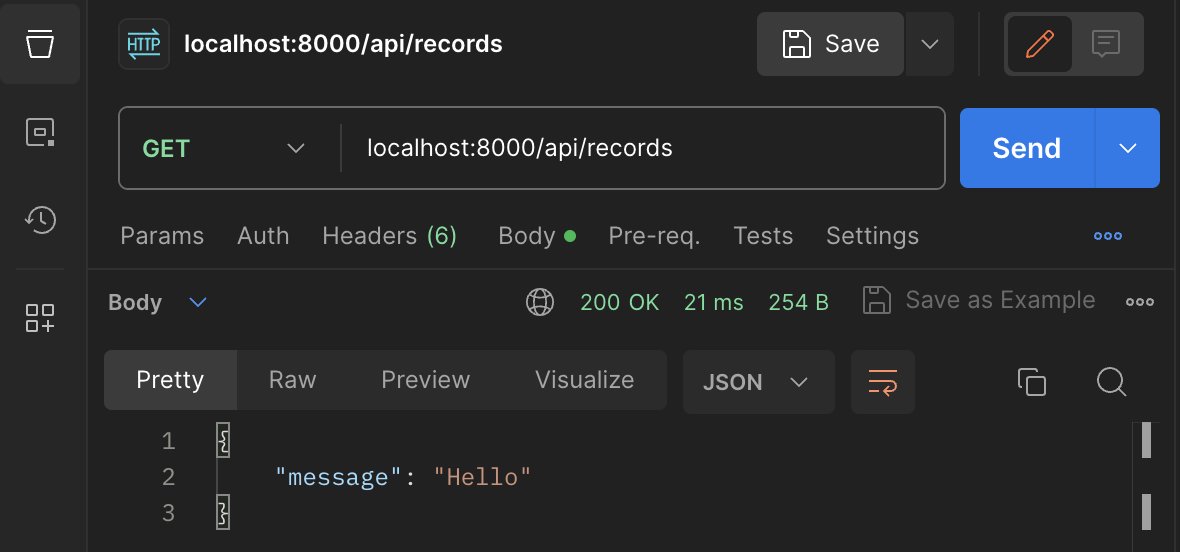 HTTP localhost:8000/api/records Save
GET localhost:8000/api/records Send
Params Auth Headers (6) Body Pre-req. Tests Settings
Body 200 OK 21 ms 254 B Save as Example
Pretty Raw Preview Visualize JSON
1 {
2 "message": "Hello"
3 }